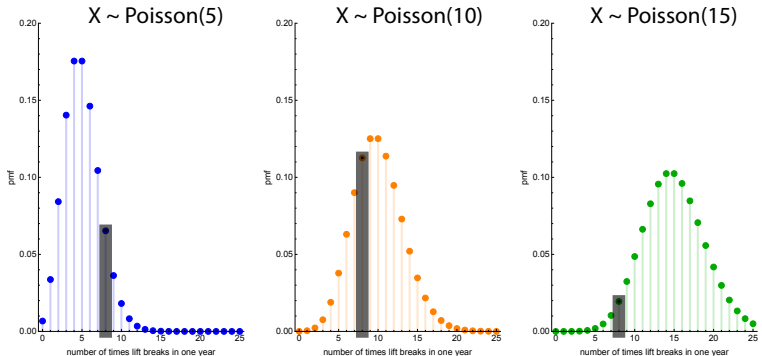 X ~ Poisson(5)
0.20
0.15
0.10
0.05
0.00
pmf
0 5 10 15 20 25
number of times lift breaks in one year
X ~ Poisson(10)
0.20
0.15
0.10
0.05
0.00
pmf
0 5 10 15 20 25
number of times lift breaks in one year
X ~ Poisson(15)
0.20
0.15
0.10
0.05
0.00
pmf
0 5 10 15 20 25
number of times lift breaks in one year